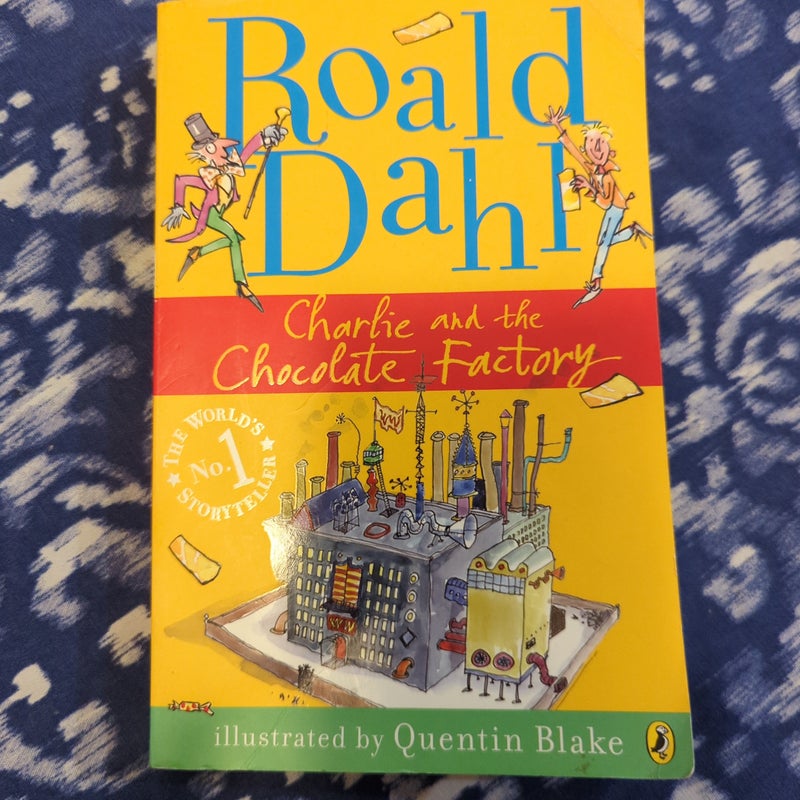 Roald
Dahl
Charlie and the
Chocolate Factory
THE WORLD'S
No.1
STORYTELLER
illustrated by Quentin Blake